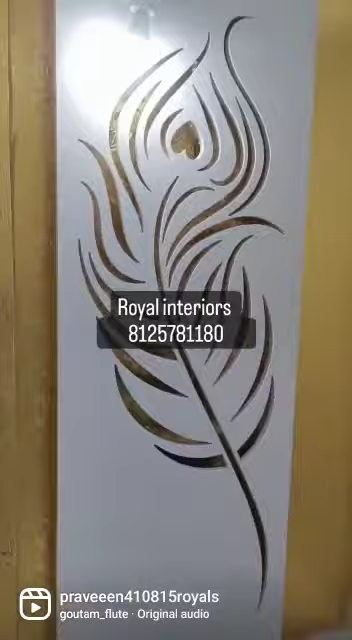 Royal interiors
8125781180
praveeen410815royals
goutam_flute · Original audio